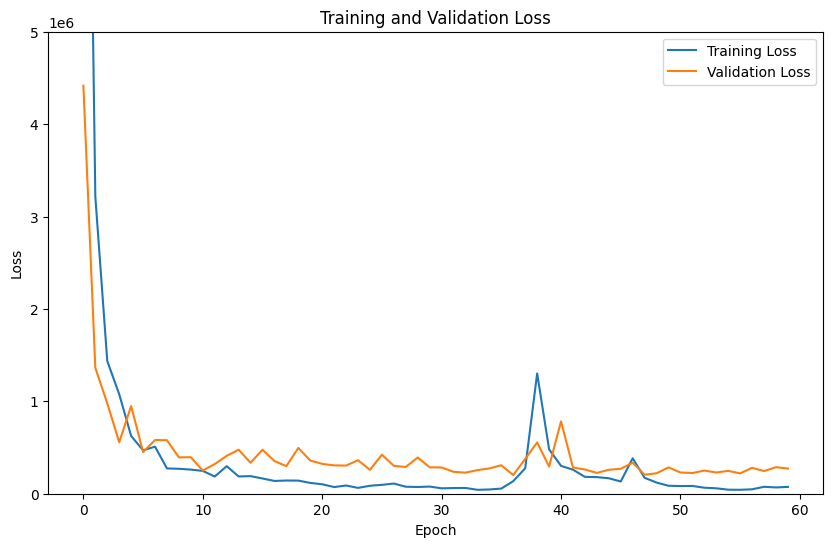 Training and Validation Loss
1e6
Training Loss
Validation Loss
5
4
3
2
1
0
Loss
0 10 20 30 40 50 60
Epoch